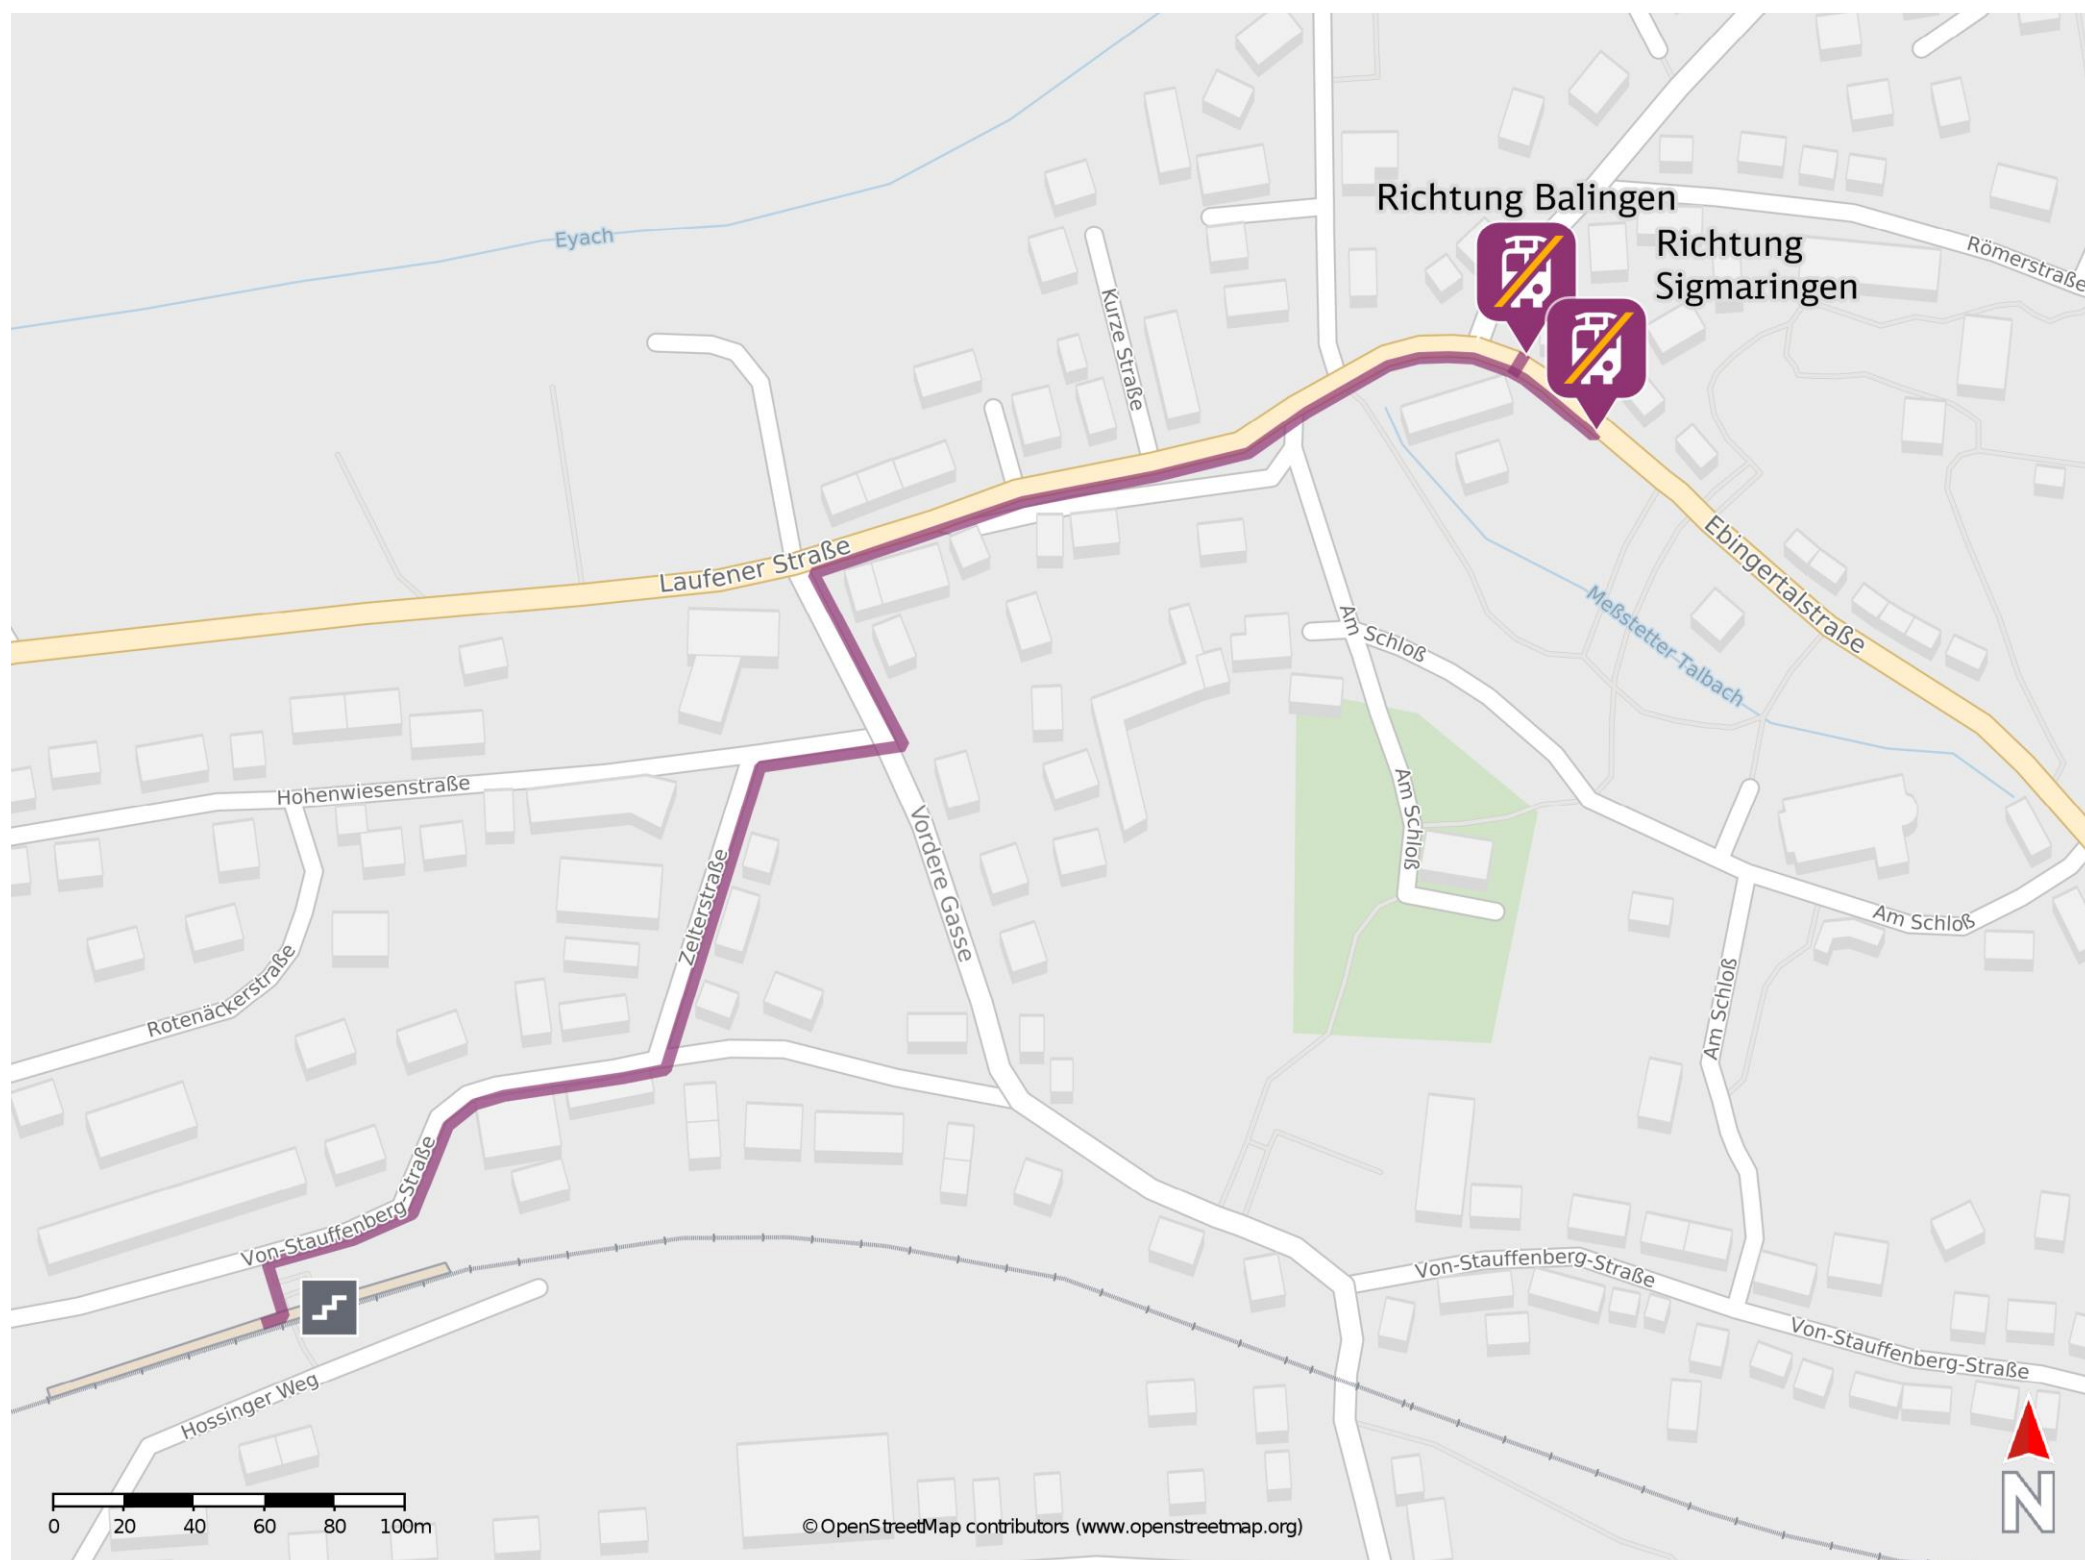 Richtung Balingen
Richtung
Sigmaringen
Römerstraße
Eyach
Kurze Straße
Laufener Straße
Ebingertalstraße
Meßstetter-Talbach
Am Schloß
Am Schloß
Hohenwiesenstraße
Vordere Gasse
Zelterstraße
Am Schloß
Am Schloß
Rotenäckerstraße
Von-Stauffenberg-Straße
Von-Stauffenberg-Straße
Von-Stauffenberg-Straße
Hossinger Weg
0 20 40 60 80 100m
© OpenStreetMap contributors (www.openstreetmap.org)
N